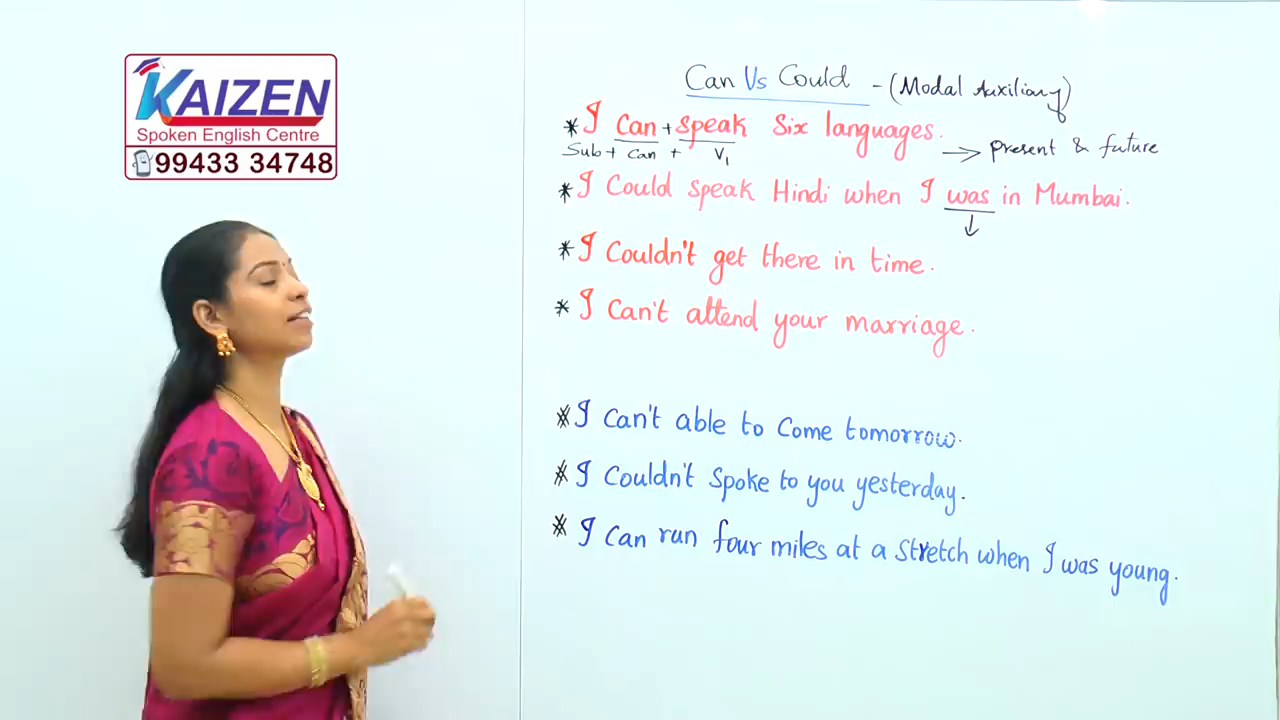 KAIZEN
Spoken English Centre
99433 34748
Can Vs Could - (Modal Auxiliary)
* I Can + speak Six languages.
Sub + can + V1
→ present & future
* I Could speak Hindi when I was in Mumbai.
↓
* I Couldn't get there in time.
* I Can't attend your marriage.
* I Can't able to Come tomorrow.
* I Couldn't Spoke to you yesterday.
* I Can run four miles at a Stretch when I was young.